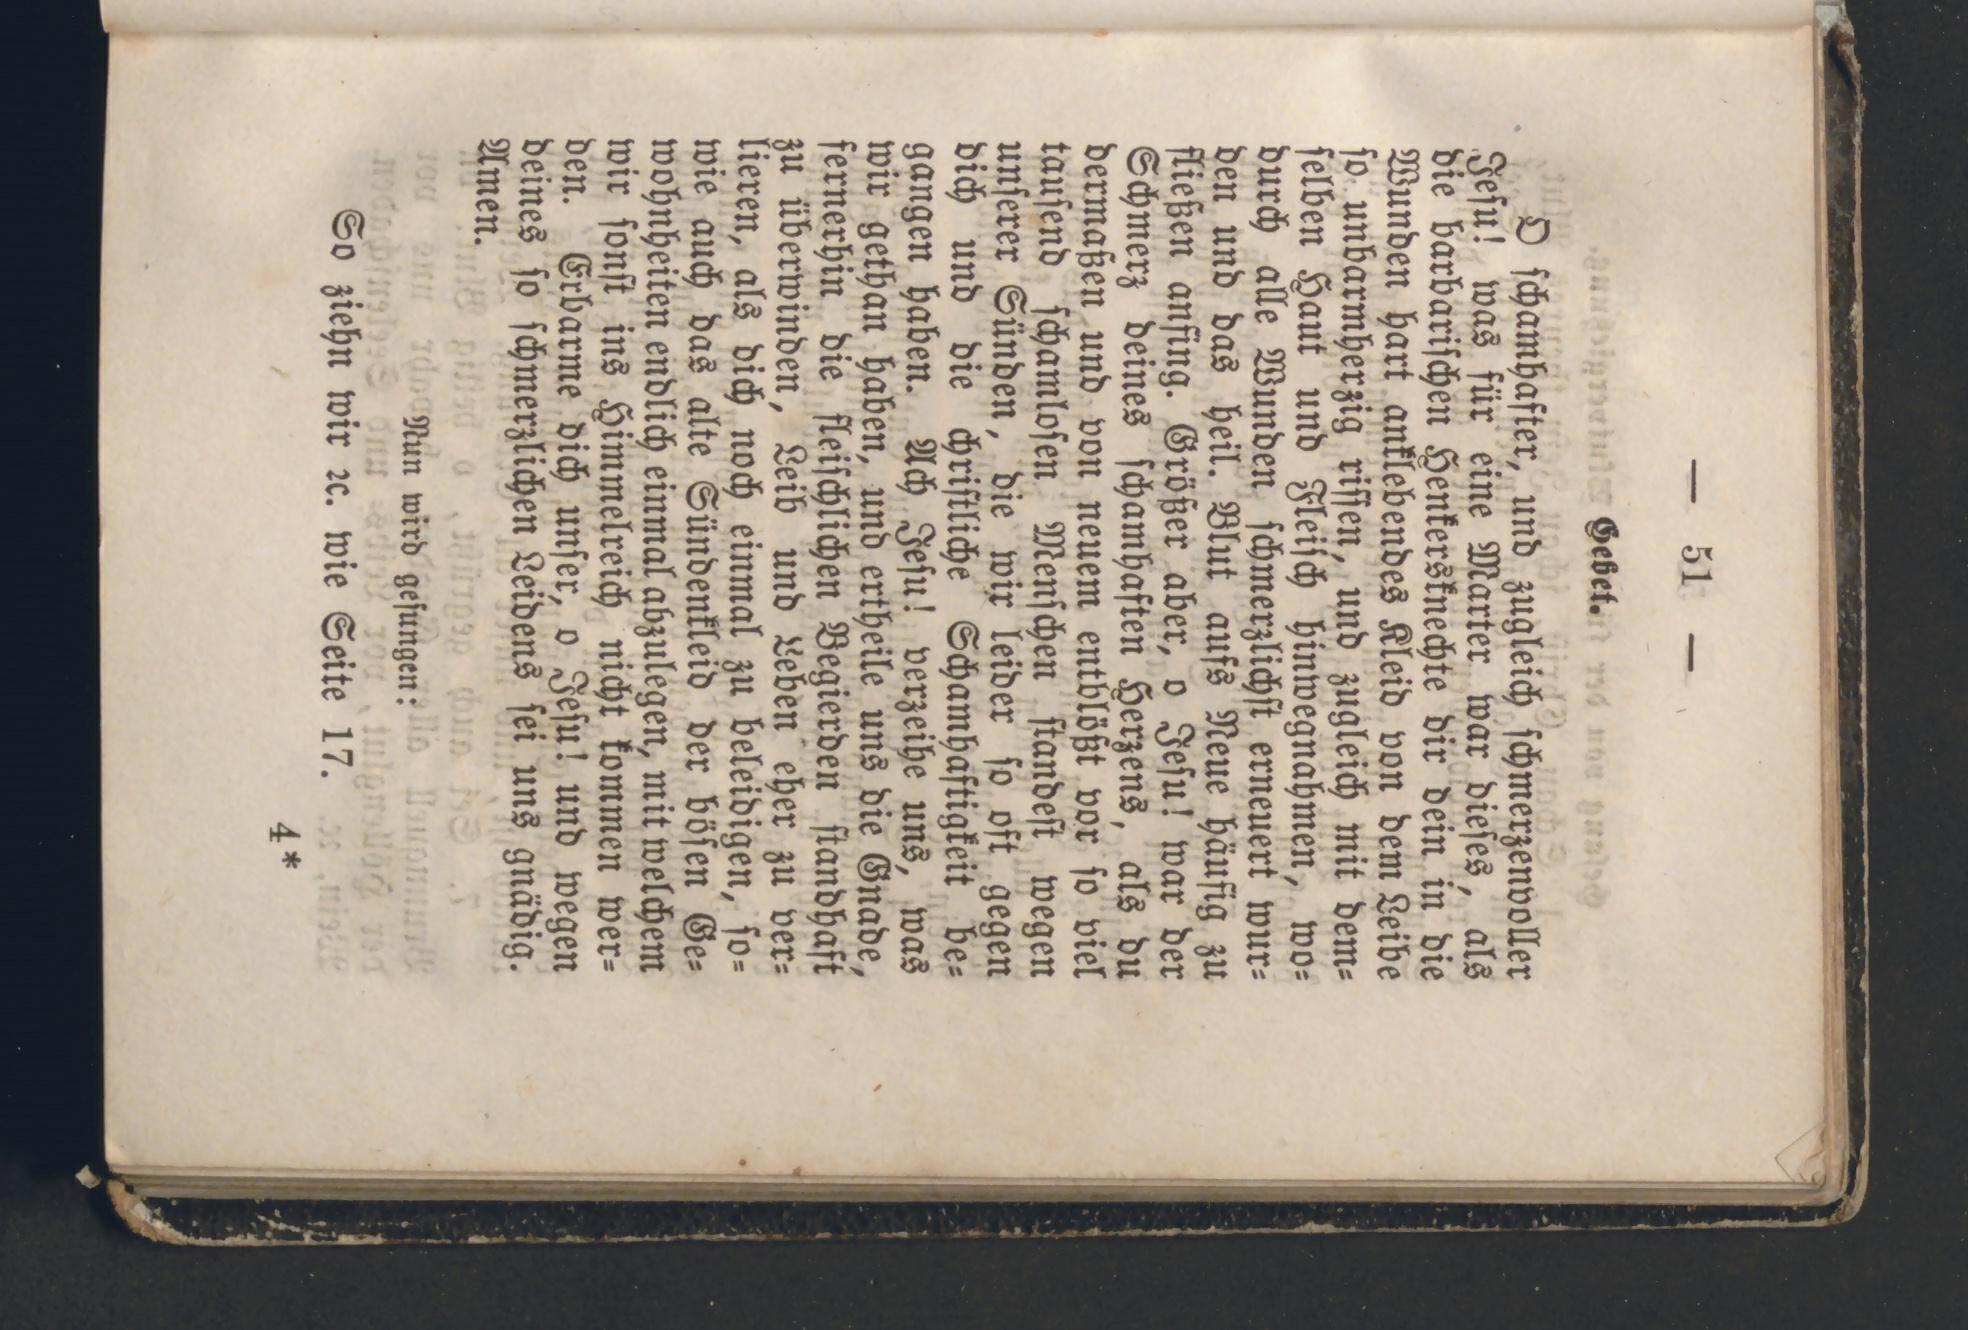 — 51 —
Gebet.
O ſchamhafter, und zugleich ſchmerzenvoller
Jeſu! was für eine Marter war dieſes, als
die barbariſchen Henkersknechte dir dein in die
Wunden hart anklebendes Kleid von dem Leibe
ſo unbarmherzig riſſen, und zugleich mit dem=
ſelben Haut und Fleiſch hinwegnahmen, wo=
durch alle Wunden ſchmerzlichſt erneuert wur=
den und das heil. Blut aufs Neue häufig zu
fließen anfing. Größer aber, o Jeſu! war der
Schmerz deines ſchamhaften Herzens, als du
dermaßen und von neuem entblößt vor ſo viel
tauſend ſchamloſen Menſchen ſtandeſt wegen
unſerer Sünden, die wir leider ſo oft gegen
dich und die chriſtliche Schamhaftigkeit be=
gangen haben. Ach Jeſu! verzeihe uns, was
wir gethan haben, und ertheile uns die Gnade,
fernerhin die fleiſchlichen Begierden ſtandhaft
zu überwinden, Leib und Leben eher zu ver=
lieren, als dich noch einmal zu beleidigen, ſo=
wie auch das alte Sündenkleid der böſen Ge=
wohnheiten endlich einmal abzulegen, mit welchem
wir ſonſt ins Himmelreich nicht kommen wer=
den. Erbarme dich unſer, o Jeſu! und wegen
deines ſo ſchmerzlichen Leidens ſei uns gnädig.
Amen.
Nun wird geſungen:
So ziehn wir ꝛc. wie Seite 17.
4*